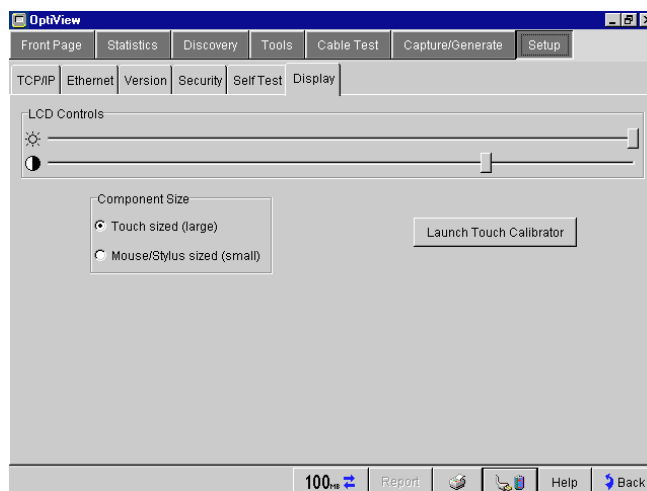 OptiView
Front Page Statistics Discovery Tools Cable Test Capture/Generate Setup
TCP/IP Ethernet Version Security Self Test Display
LCD Controls
Component Size
Touch sized (large)
Launch Touch Calibrator
Mouse/Stylus sized (small)
100MB Report Help Back